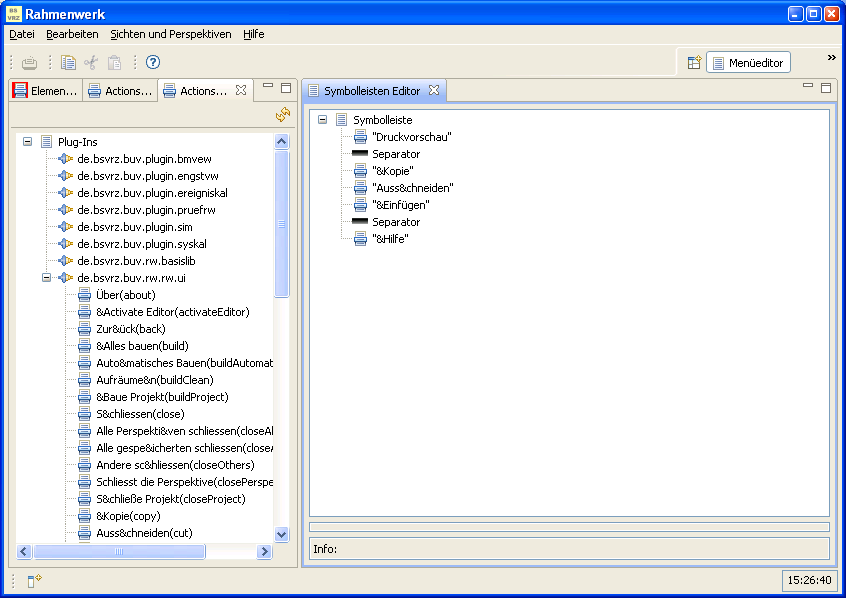 BS
VRZ
Rahmenwerk
Datei Bearbeiten Sichten und Perspektiven Hilfe
Menüeditor
Elemen...
Actions...
Actions...
Plug-Ins
de.bsvrz.buv.plugin.bmvew
de.bsvrz.buv.plugin.engstvw
de.bsvrz.buv.plugin.ereigniskal
de.bsvrz.buv.plugin.pruefrw
de.bsvrz.buv.plugin.sim
de.bsvrz.buv.plugin.syskal
de.bsvrz.buv.rw.basislib
de.bsvrz.buv.rw.rw.ui
Über(about)
&Activate Editor(activateEditor)
Zur&ück(back)
&Alles bauen(build)
Auto&matisches Bauen(buildAutomat
Aufräume&n(buildClean)
&Baue Projekt(buildProject)
S&chliessen(close)
Alle Perspekti&ven schliessen(closeAl
Alle gespe&icherten schliessen(closeA
Andere sc&hliessen(closeOthers)
Schliesst die Perspektive(closePerspe
S&chließe Projekt(closeProject)
&Kopie(copy)
Auss&chneiden(cut)
Symbolleisten Editor
Symbolleiste
"Druckvorschau"
Separator
"&Kopie"
"Auss&chneiden"
"&Einfügen"
Separator
"&Hilfe"
Info:
15:26:40